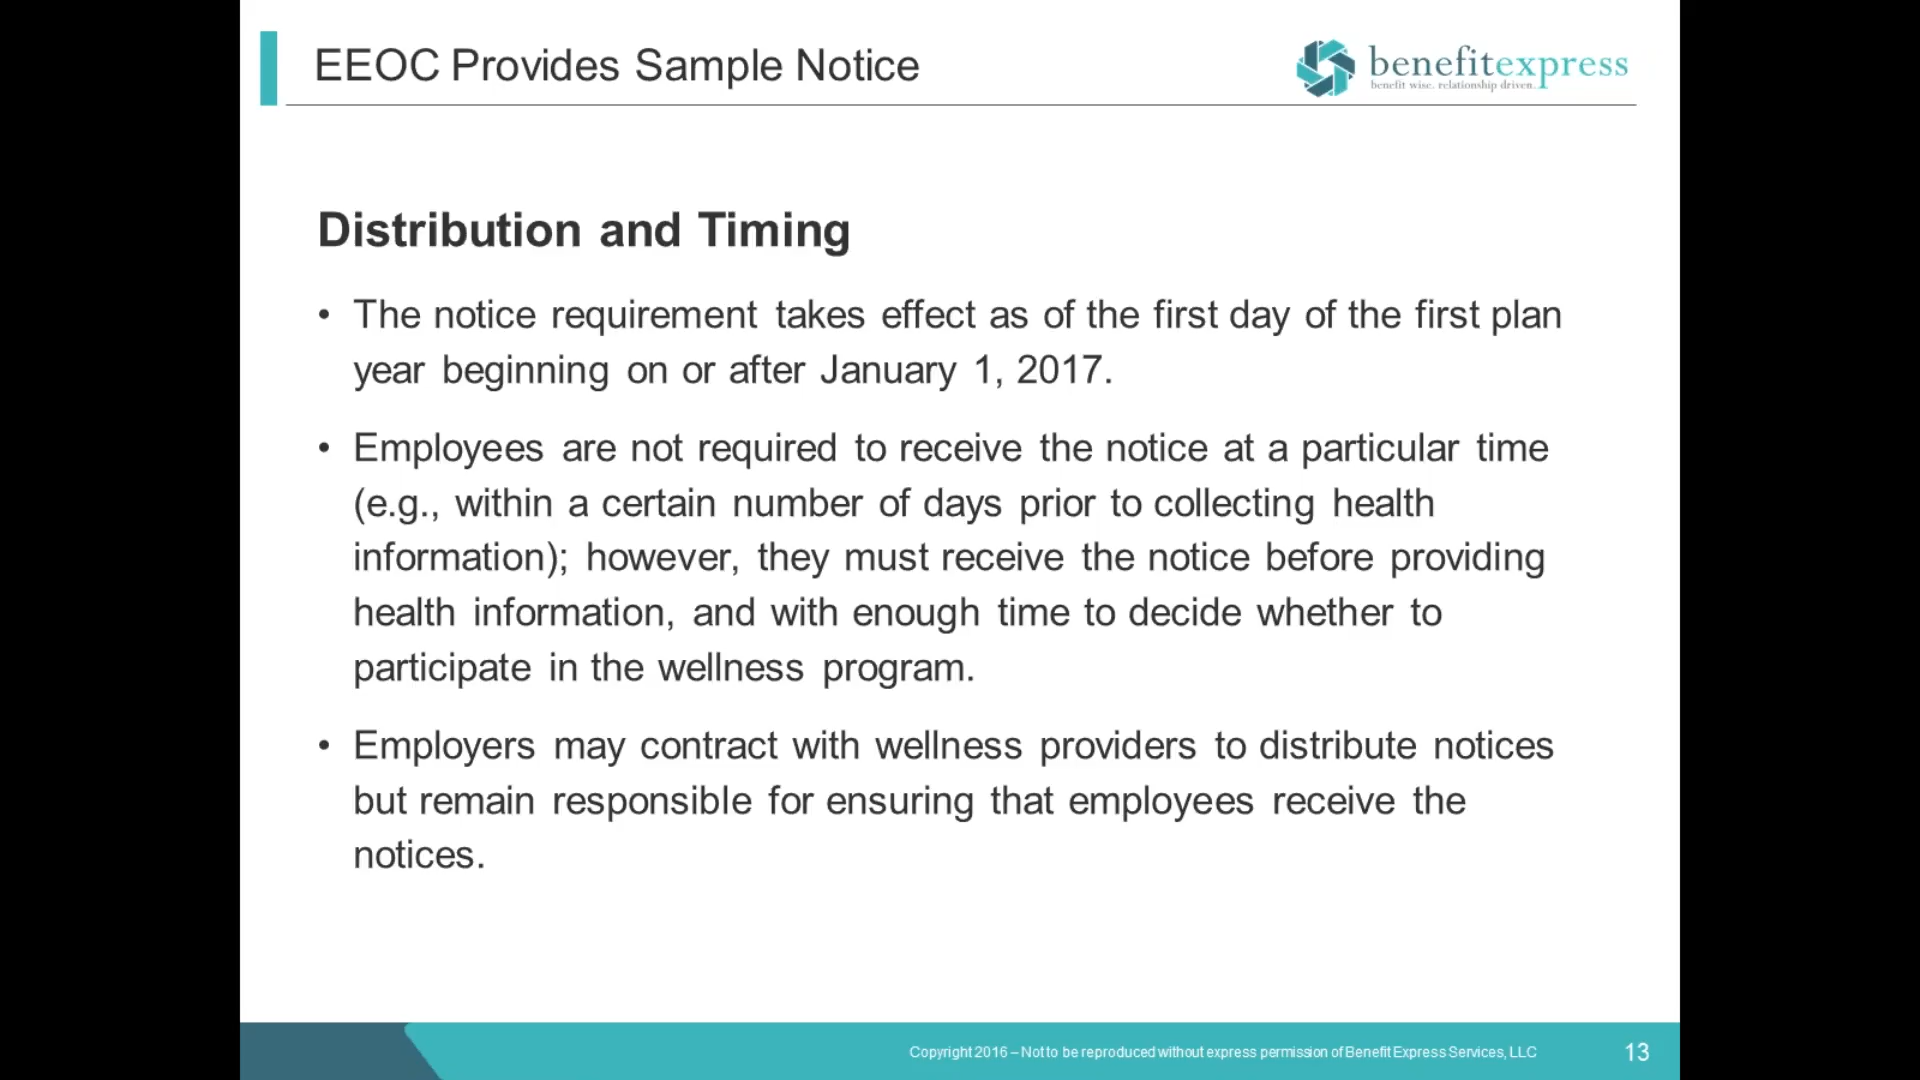 EEOC Provides Sample Notice
benefitexpress
benefit wise. relationship driven.
Distribution and Timing
• The notice requirement takes effect as of the first day of the first plan
year beginning on or after January 1, 2017.
• Employees are not required to receive the notice at a particular time
(e.g., within a certain number of days prior to collecting health
information); however, they must receive the notice before providing
health information, and with enough time to decide whether to
participate in the wellness program.
• Employers may contract with wellness providers to distribute notices
but remain responsible for ensuring that employees receive the
notices.
Copyright 2016 – Not to be reproduced without express permission of Benefit Express Services, LLC
13